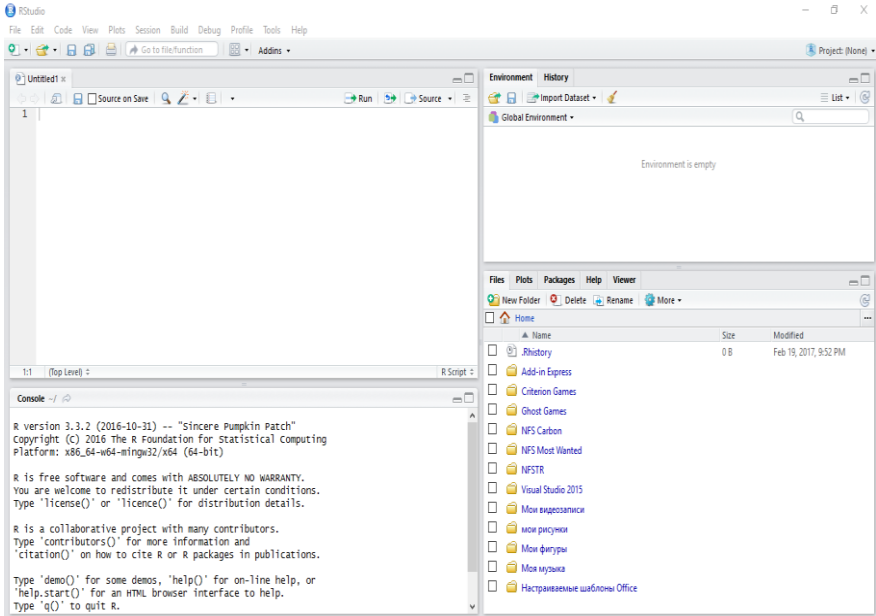 RStudio
File Edit Code View Plots Session Build Debug Profile Tools Help
Go to file/function Addins Project: (None)
Untitled1
Source on Save Run Source
1
1:1 (Top Level) R Script
Console ~/
R version 3.3.2 (2016-10-31) -- "Sincere Pumpkin Patch"
Copyright (C) 2016 The R Foundation for Statistical Computing
Platform: x86_64-w64-mingw32/x64 (64-bit)
R is free software and comes with ABSOLUTELY NO WARRANTY.
You are welcome to redistribute it under certain conditions.
Type 'license()' or 'licence()' for distribution details.
R is a collaborative project with many contributors.
Type 'contributors()' for more information and
'citation()' on how to cite R or R packages in publications.
Type 'demo()' for some demos, 'help()' for on-line help, or
'help.start()' for an HTML browser interface to help.
Type 'q()' to quit R.
Environment History
Import Dataset List
Global Environment
Environment is empty
Files Plots Packages Help Viewer
New Folder Delete Rename More
Home ...
Name Size Modified
.Rhistory 0 B Feb 19, 2017, 9:52 PM
Add-in Express
Criterion Games
Ghost Games
NFS Carbon
NFS Most Wanted
NFSTR
Visual Studio 2015
Мои видеозаписи
мои рисунки
Мои фигуры
Моя музыка
Настраиваемые шаблоны Office